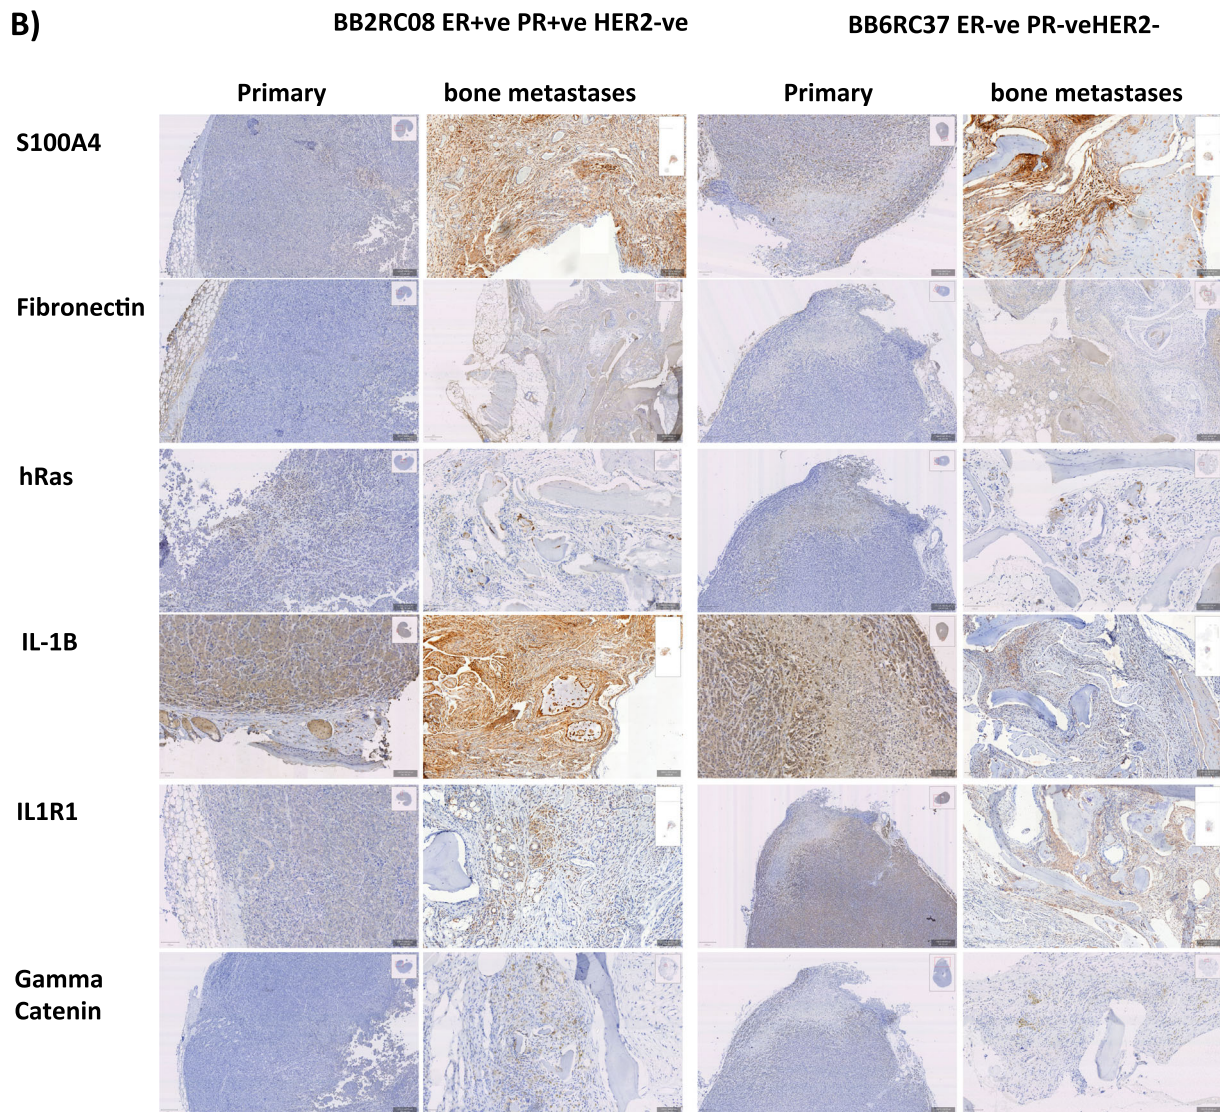 B)
BB2RC08 ER+ve PR+ve HER2-ve
BB6RC37 ER-ve PR-veHER2-
Primary
bone metastases
Primary
bone metastases
S100A4
Fibronectin
hRas
IL-1B
IL1R1
Gamma
Catenin